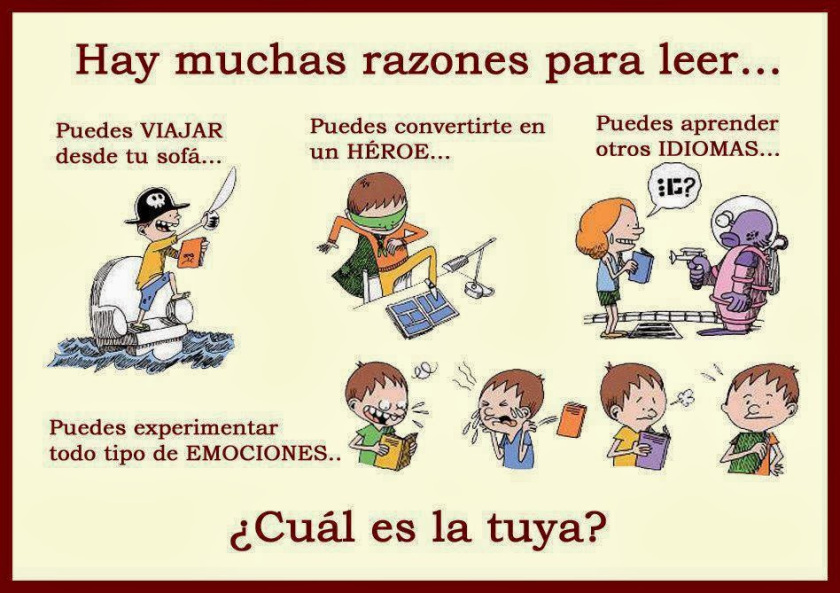 Hay muchas razones para leer...
Puedes VIAJAR
desde tu sofá...
Puedes convertirte en
un HÉROE...
Puedes aprender
otros IDIOMAS...
?
Puedes experimentar
todo tipo de EMOCIONES..
¿Cuál es la tuya?